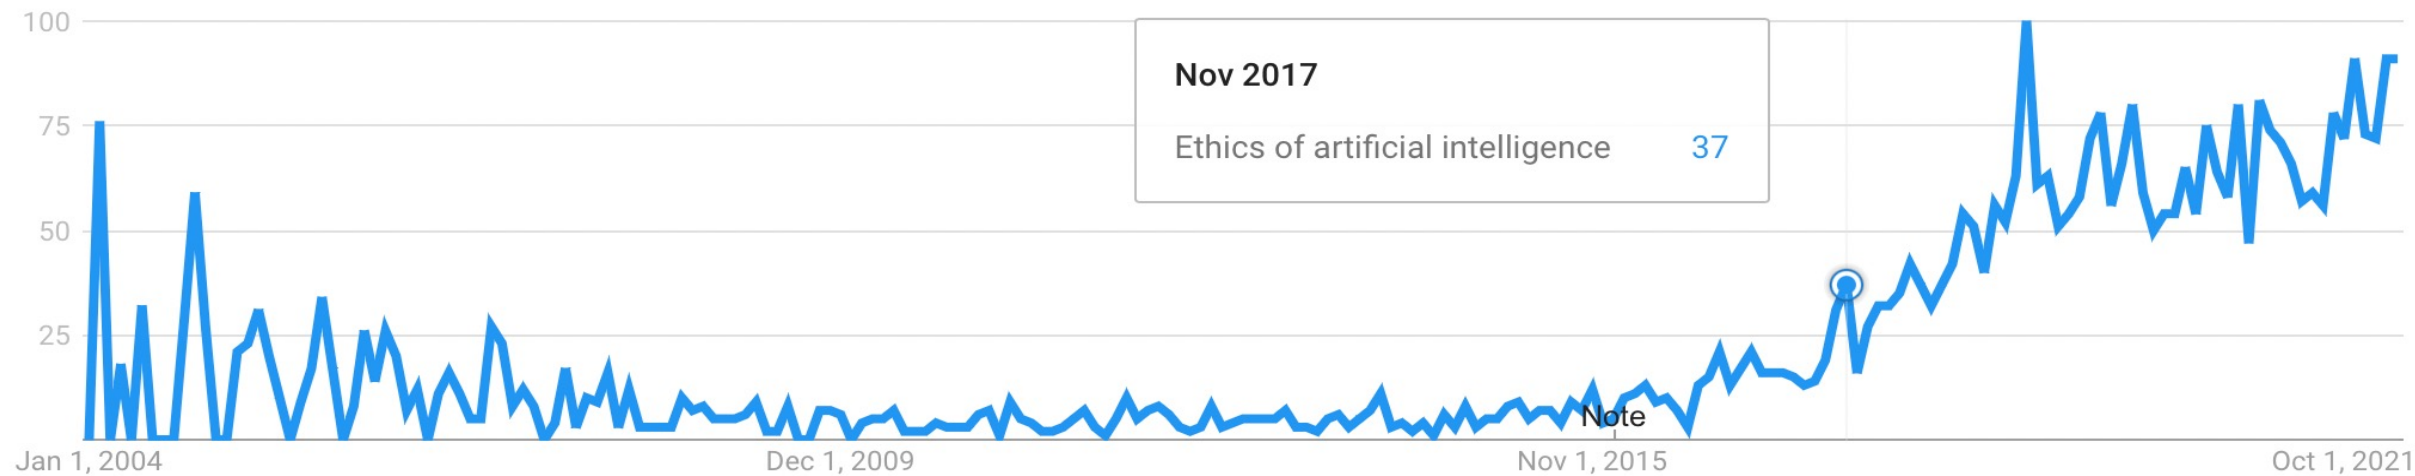 100
75
50
25
Nov 2017
Ethics of artificial intelligence 37
Note
Jan 1, 2004 Dec 1, 2009 Nov 1, 2015 Oct 1, 2021